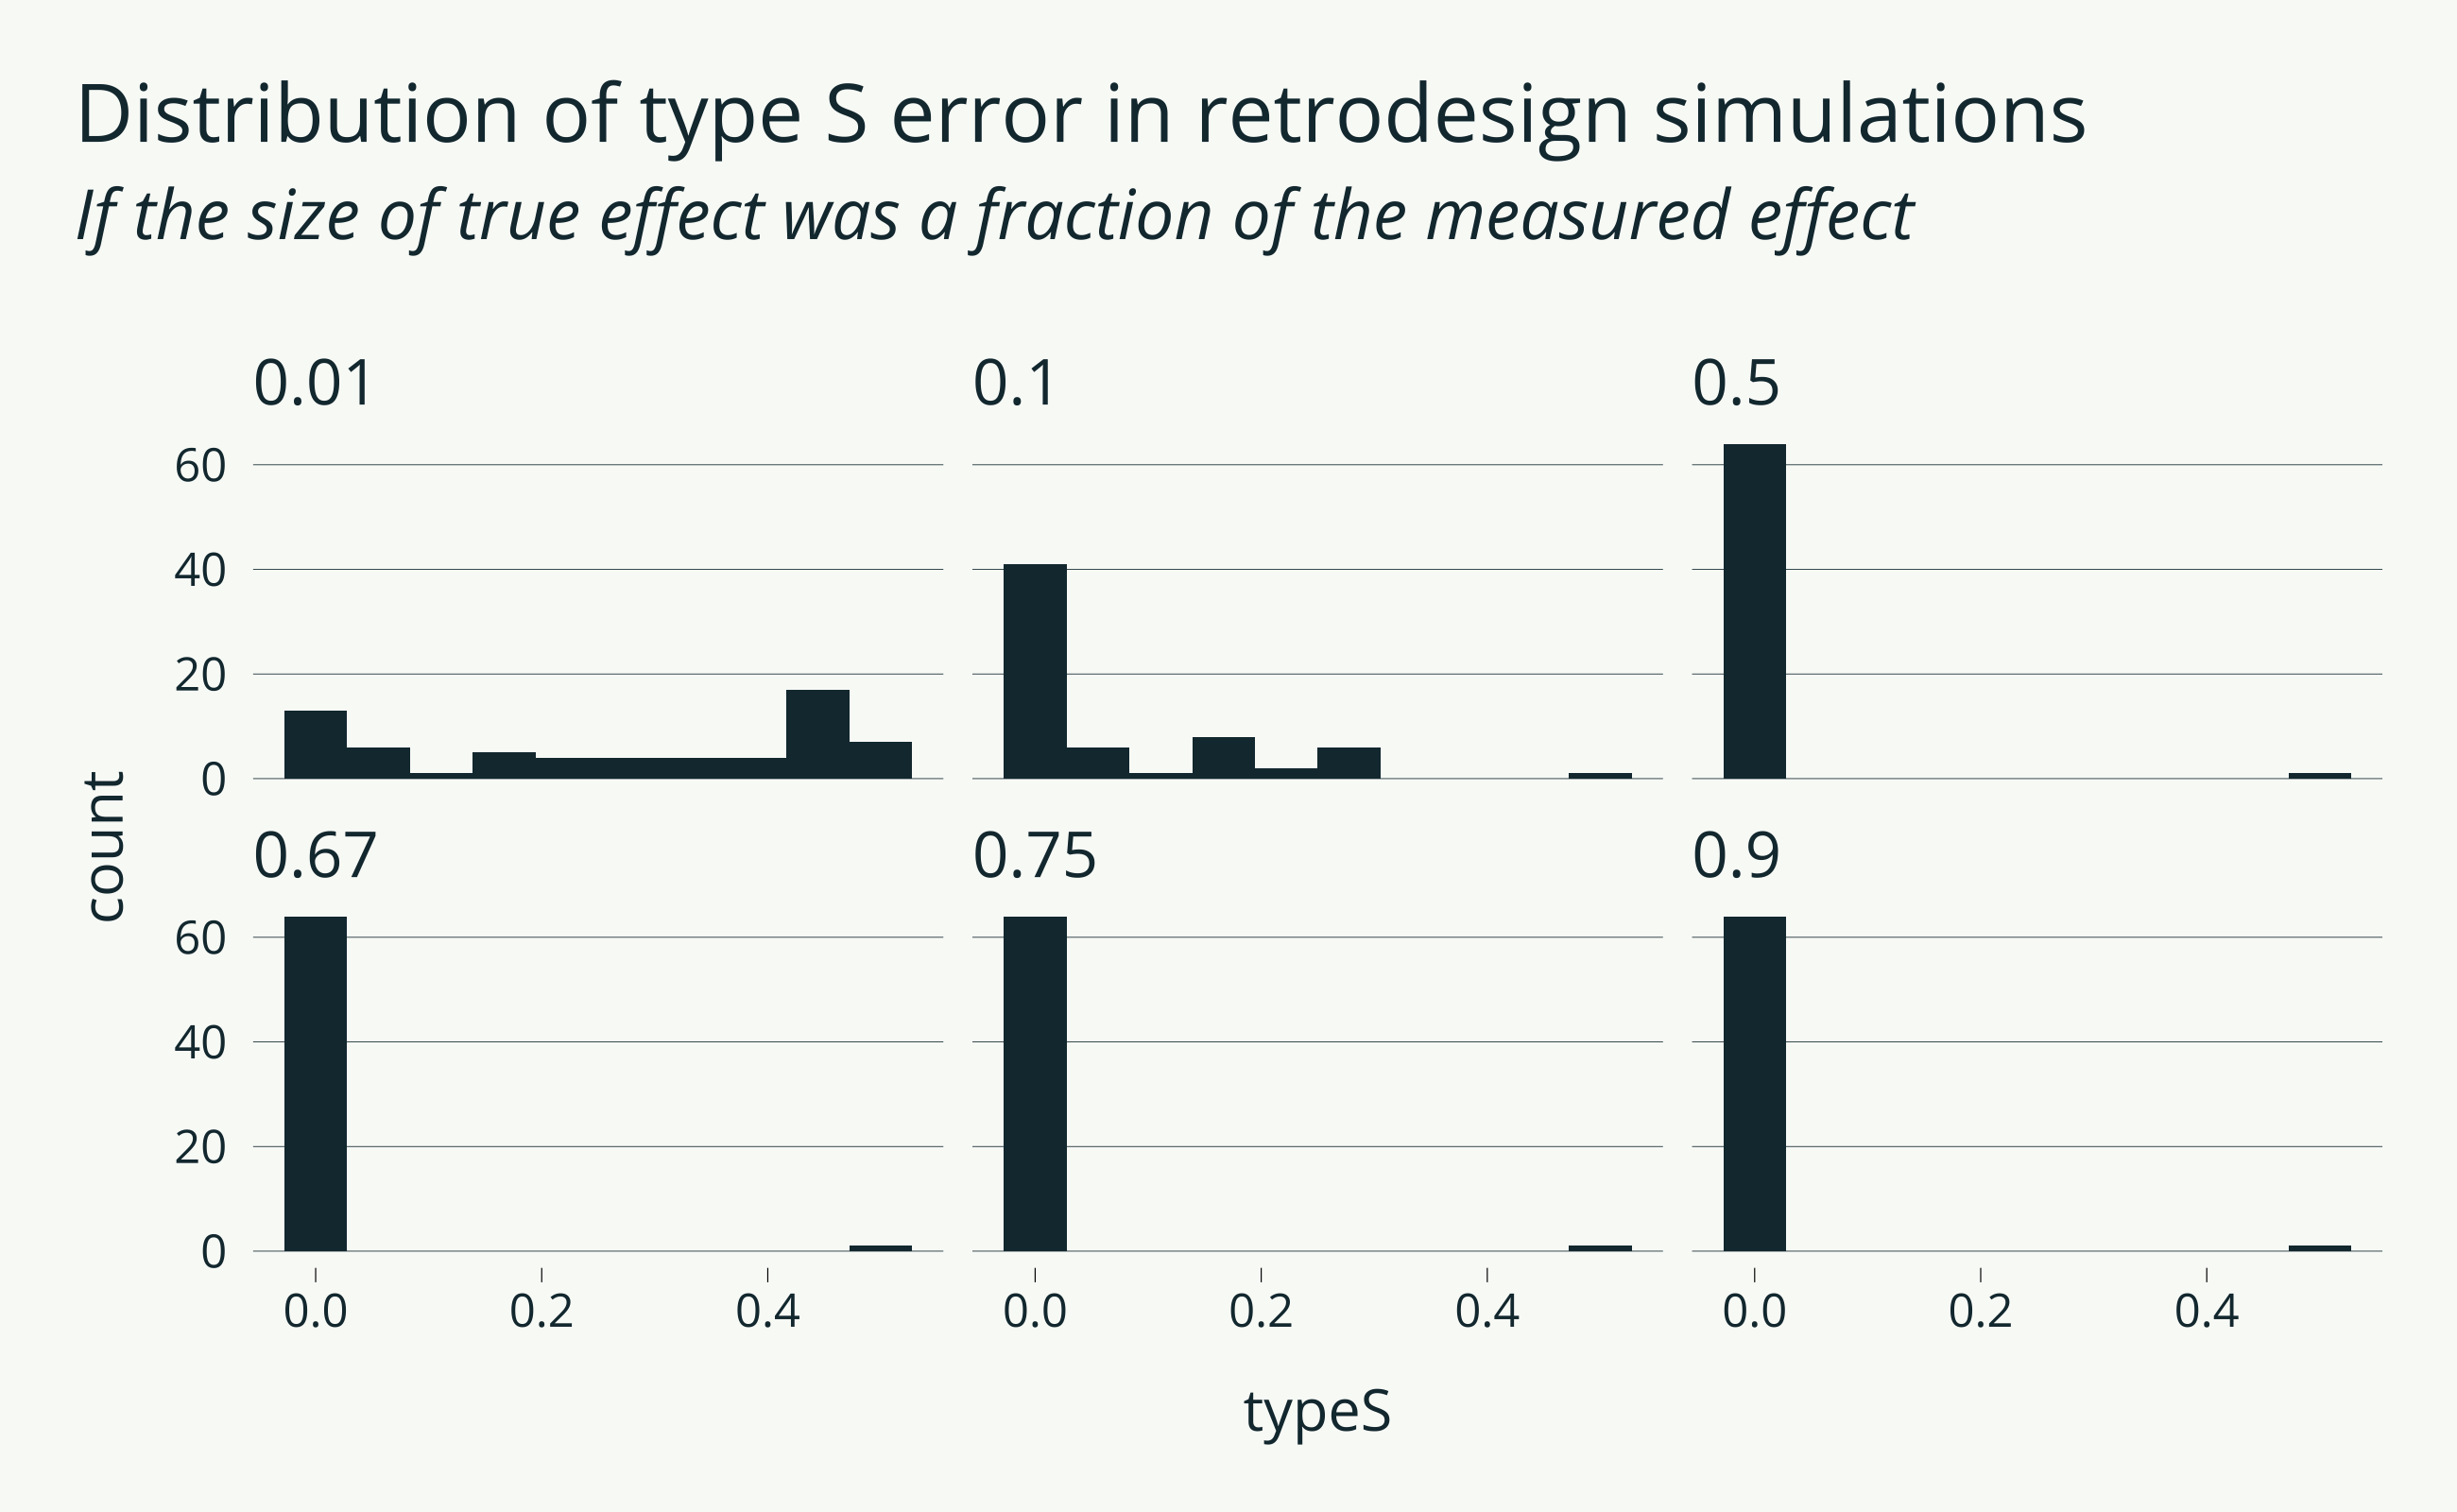 Distribution of type S error in retrodesign simulations
If the size of true effect was a fraction of the measured effect
0.01 0.1 0.5
60
40
20
0
count
0.67 0.75 0.9
60
40
20
0
0.0 0.2 0.4 0.0 0.2 0.4 0.0 0.2 0.4
typeS